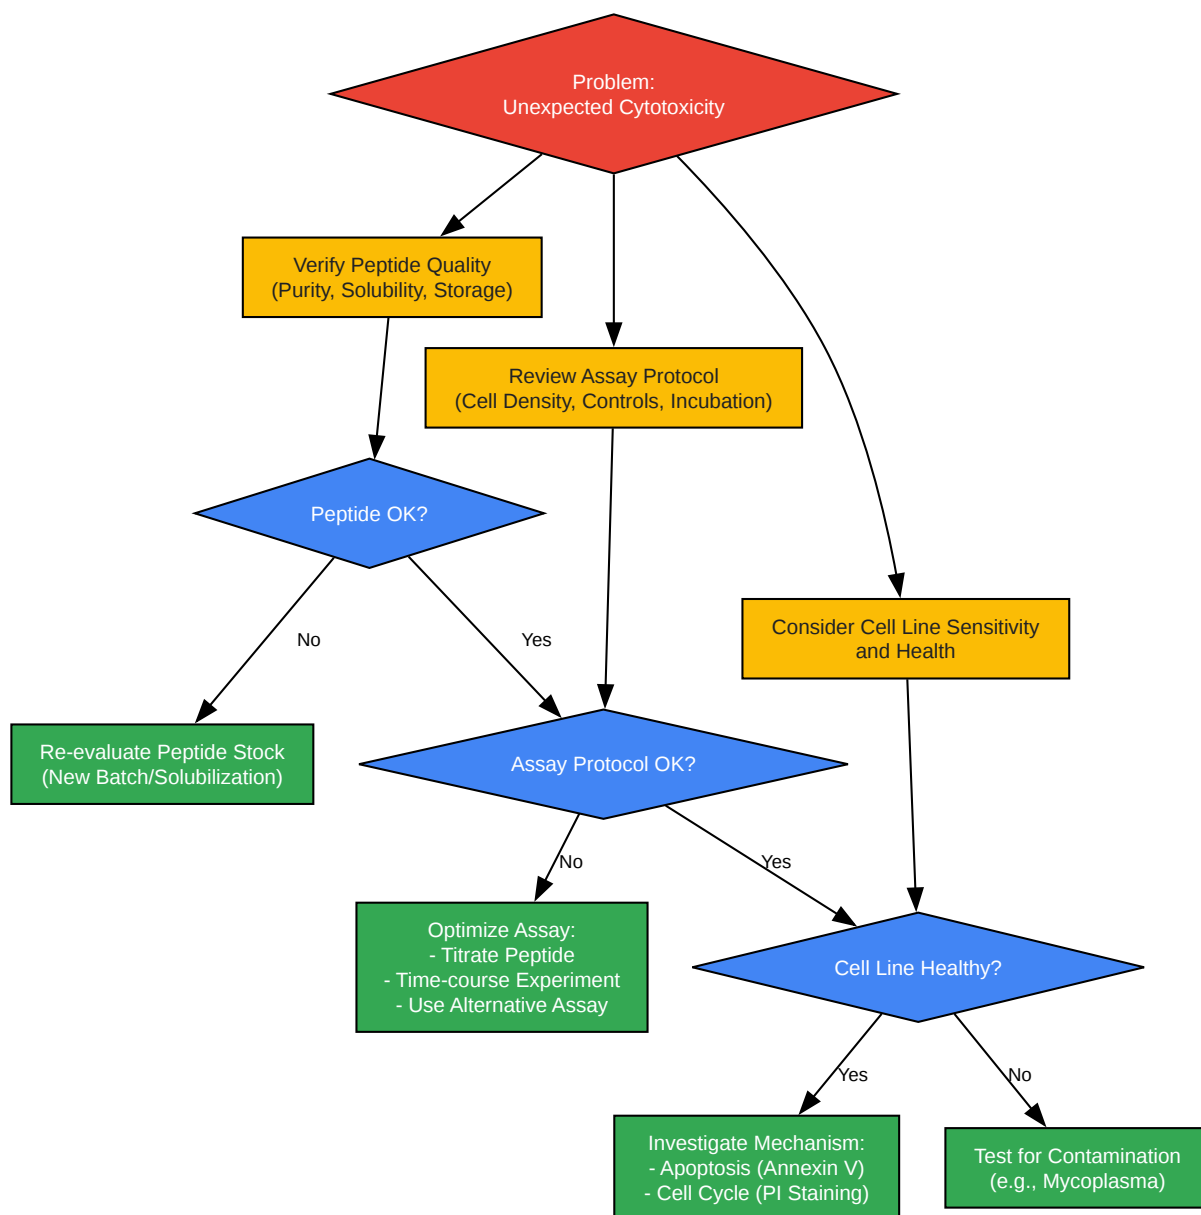 Problem:
Unexpected Cytotoxicity
Verify Peptide Quality
(Purity, Solubility, Storage)
Review Assay Protocol
(Cell Density, Controls, Incubation)
Peptide OK?
No
Yes
Consider Cell Line Sensitivity
and Health
Re-evaluate Peptide Stock
(New Batch/Solubilization)
Assay Protocol OK?
No
Yes
Optimize Assay:
- Titrate Peptide
- Time-course Experiment
- Use Alternative Assay
Cell Line Healthy?
Yes
No
Investigate Mechanism:
- Apoptosis (Annexin V)
- Cell Cycle (PI Staining)
Test for Contamination
(e.g., Mycoplasma)